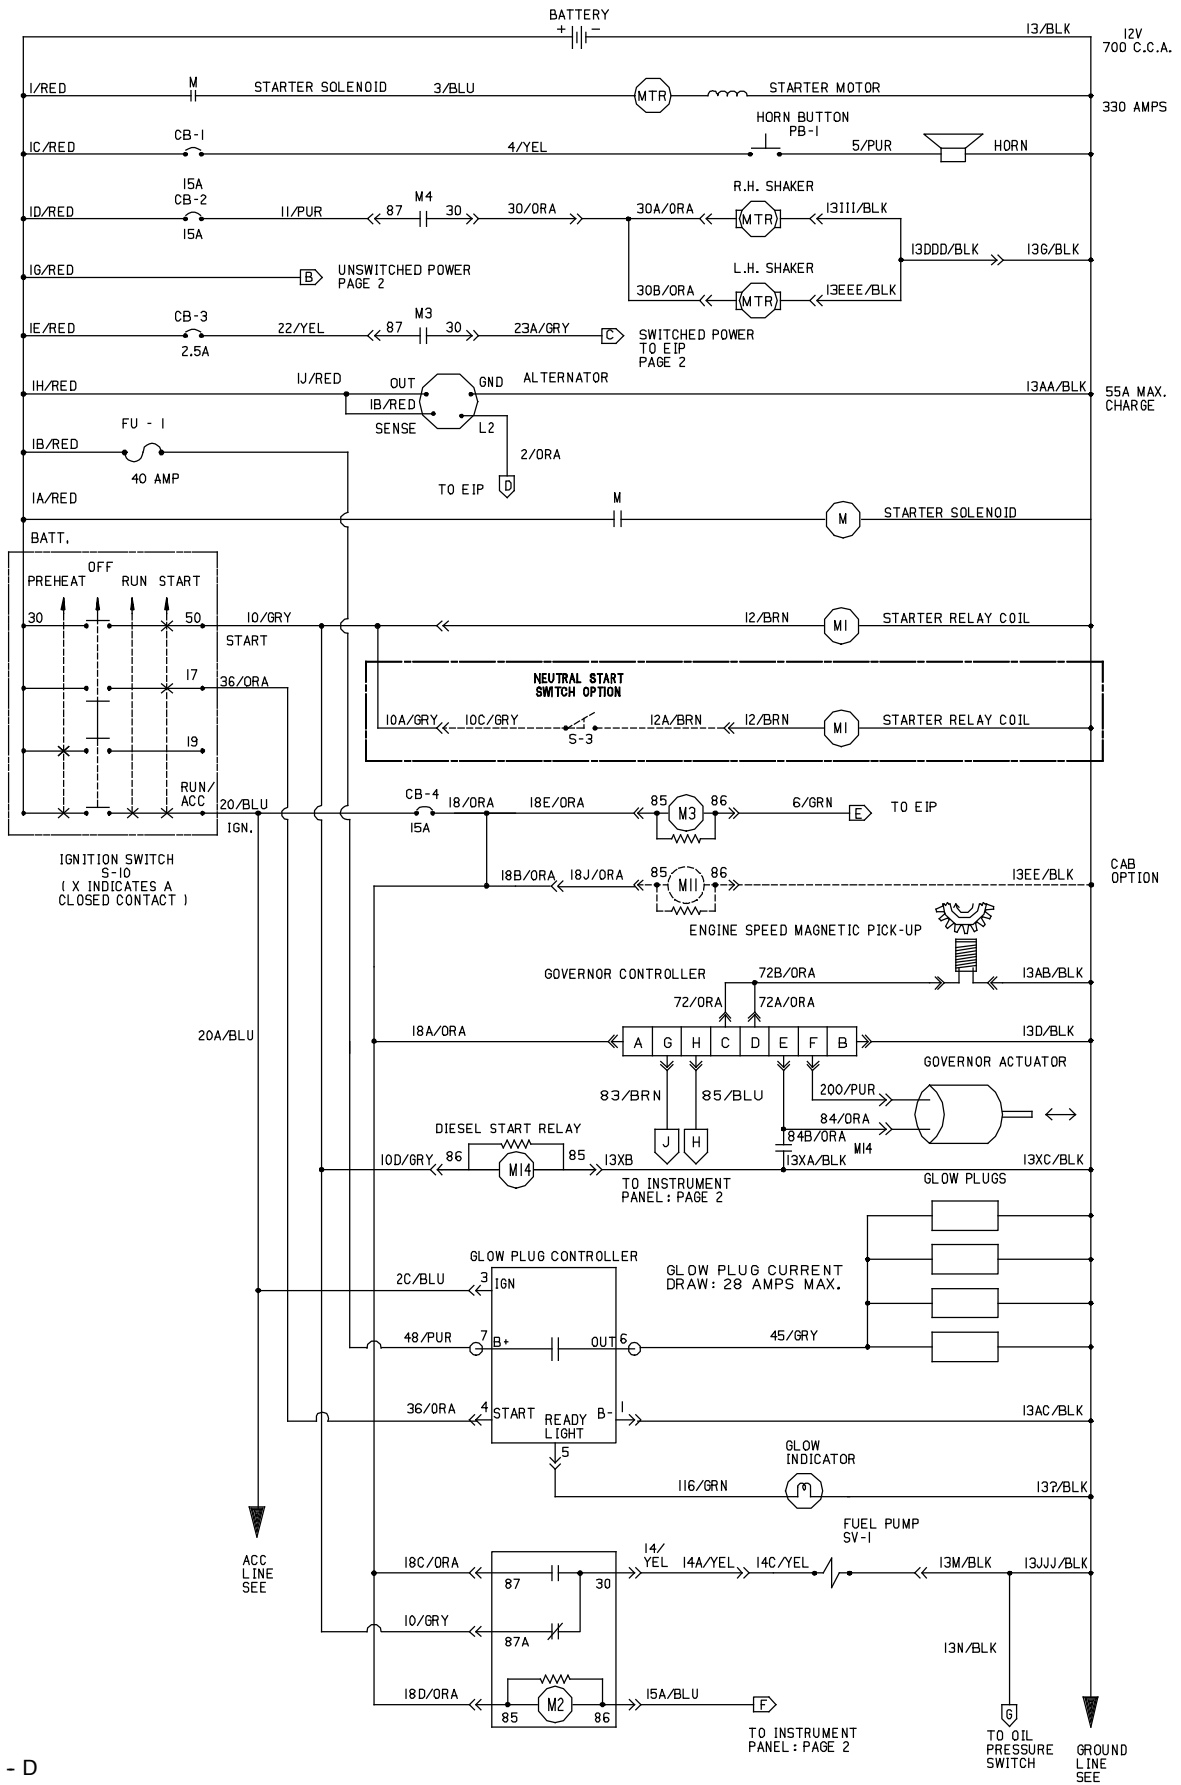 BATTERY
+ -
13/BLK
12V
700 C.C.A.
1/RED
M
STARTER SOLENOID
3/BLU
MTR
STARTER MOTOR
330 AMPS
HORN BUTTON
PB-1
1C/RED
CB-1
15A
4/YEL
5/PUR
HORN
1D/RED
CB-2
15A
11/PUR
87
M4
30
30/ORA
30A/ORA
R.H. SHAKER
MTR
13III/BLK
13DDD/BLK
13G/BLK
1G/RED
B
UNSWITCHED POWER
PAGE 2
L.H. SHAKER
30B/ORA
MTR
13EEE/BLK
1E/RED
CB-3
2.5A
22/YEL
87
M3
30
23A/GRY
C
SWITCHED POWER
TO EIP
PAGE 2
1H/RED
1J/RED
OUT
GND
ALTERNATOR
13AA/BLK
55A MAX.
CHARGE
1B/RED
SENSE
L2
FU - 1
1B/RED
40 AMP
2/ORA
TO EIP
D
1A/RED
M
M
STARTER SOLENOID
BATT.
PREHEAT
OFF
RUN
START
30
50
START
10/GRY
12/BRN
M1
STARTER RELAY COIL
17
36/ORA
NEUTRAL START
SWITCH OPTION
10A/GRY
10C/GRY
S-3
12A/BRN
12/BRN
M1
STARTER RELAY COIL
19
RUN/
ACC
20/BLU
IGN.
CB-4
15A
18/ORA
18E/ORA
85
M3
86
6/GRN
E
TO EIP
IGNITION SWITCH
S-10
( X INDICATES A
CLOSED CONTACT )
18B/ORA
18J/ORA
85
M11
86
13EE/BLK
CAB
OPTION
ENGINE SPEED MAGNETIC PICK-UP
GOVERNOR CONTROLLER
72B/ORA
13AB/BLK
72/ORA
72A/ORA
20A/BLU
18A/ORA
A G H C D E F B
13D/BLK
GOVERNOR ACTUATOR
83/BRN
85/BLU
200/PUR
84/ORA
J
H
84B/ORA
M14
DIESEL START RELAY
10D/GRY
86
M14
85
13XB
13XA/BLK
13XC/BLK
TO INSTRUMENT
PANEL: PAGE 2
GLOW PLUGS
GLOW PLUG CONTROLLER
GLOW PLUG CURRENT
DRAW: 28 AMPS MAX.
2C/BLU
3
IGN
48/PUR
7
B+
OUT
6
45/GRY
36/ORA
4
START
B-
1
13AC/BLK
READY
LIGHT
5
GLOW
INDICATOR
116/GRN
13?/BLK
ACC
LINE
SEE
FUEL PUMP
SV-1
18C/ORA
87
30
14/
YEL
14A/YEL
14C/YEL
13M/BLK
13JJJ/BLK
10/GRY
87A
13N/BLK
18D/ORA
85
M2
86
15A/BLU
F
TO INSTRUMENT
PANEL: PAGE 2
G
TO OIL
PRESSURE
SWITCH
GROUND
LINE
SEE
- D